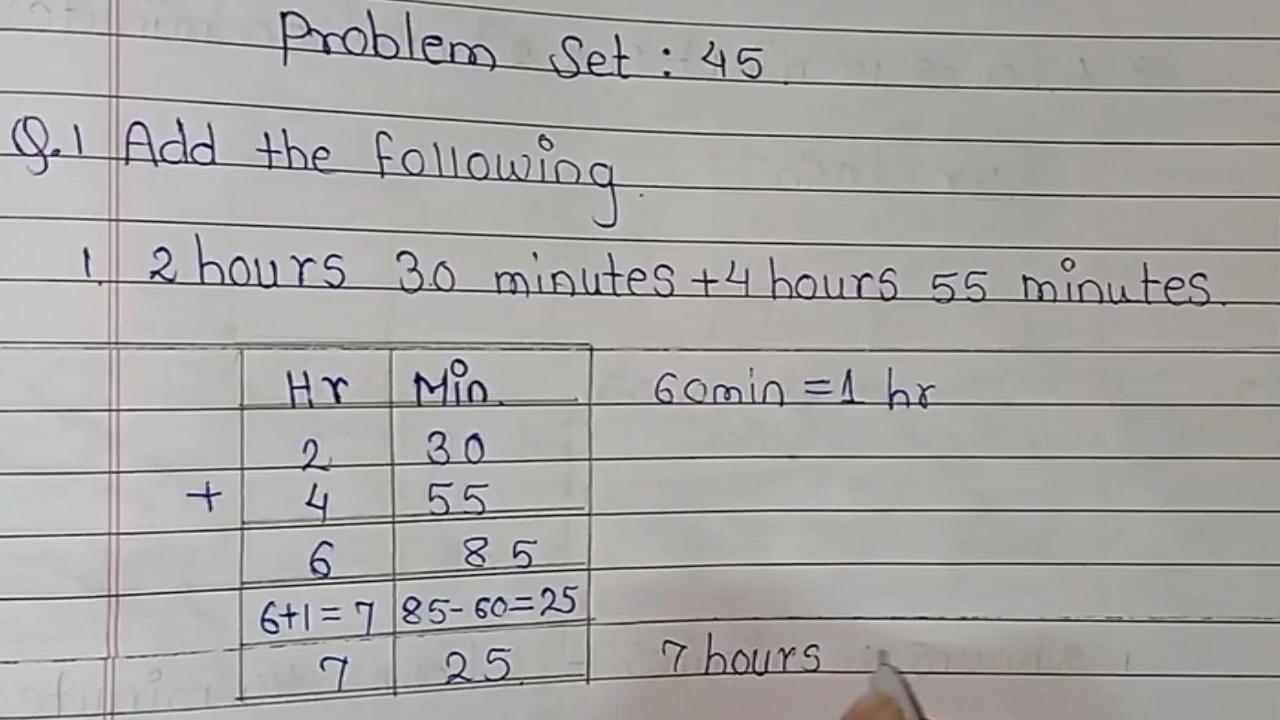 Problem Set : 45
Q.1 Add the following.
1. 2 hours 30 minutes + 4 hours 55 minutes.
Hr Min. 60min = 1 hr
2 30
+ 4 55
6 85
6+1=7 85-60=25
7 25 7 hours